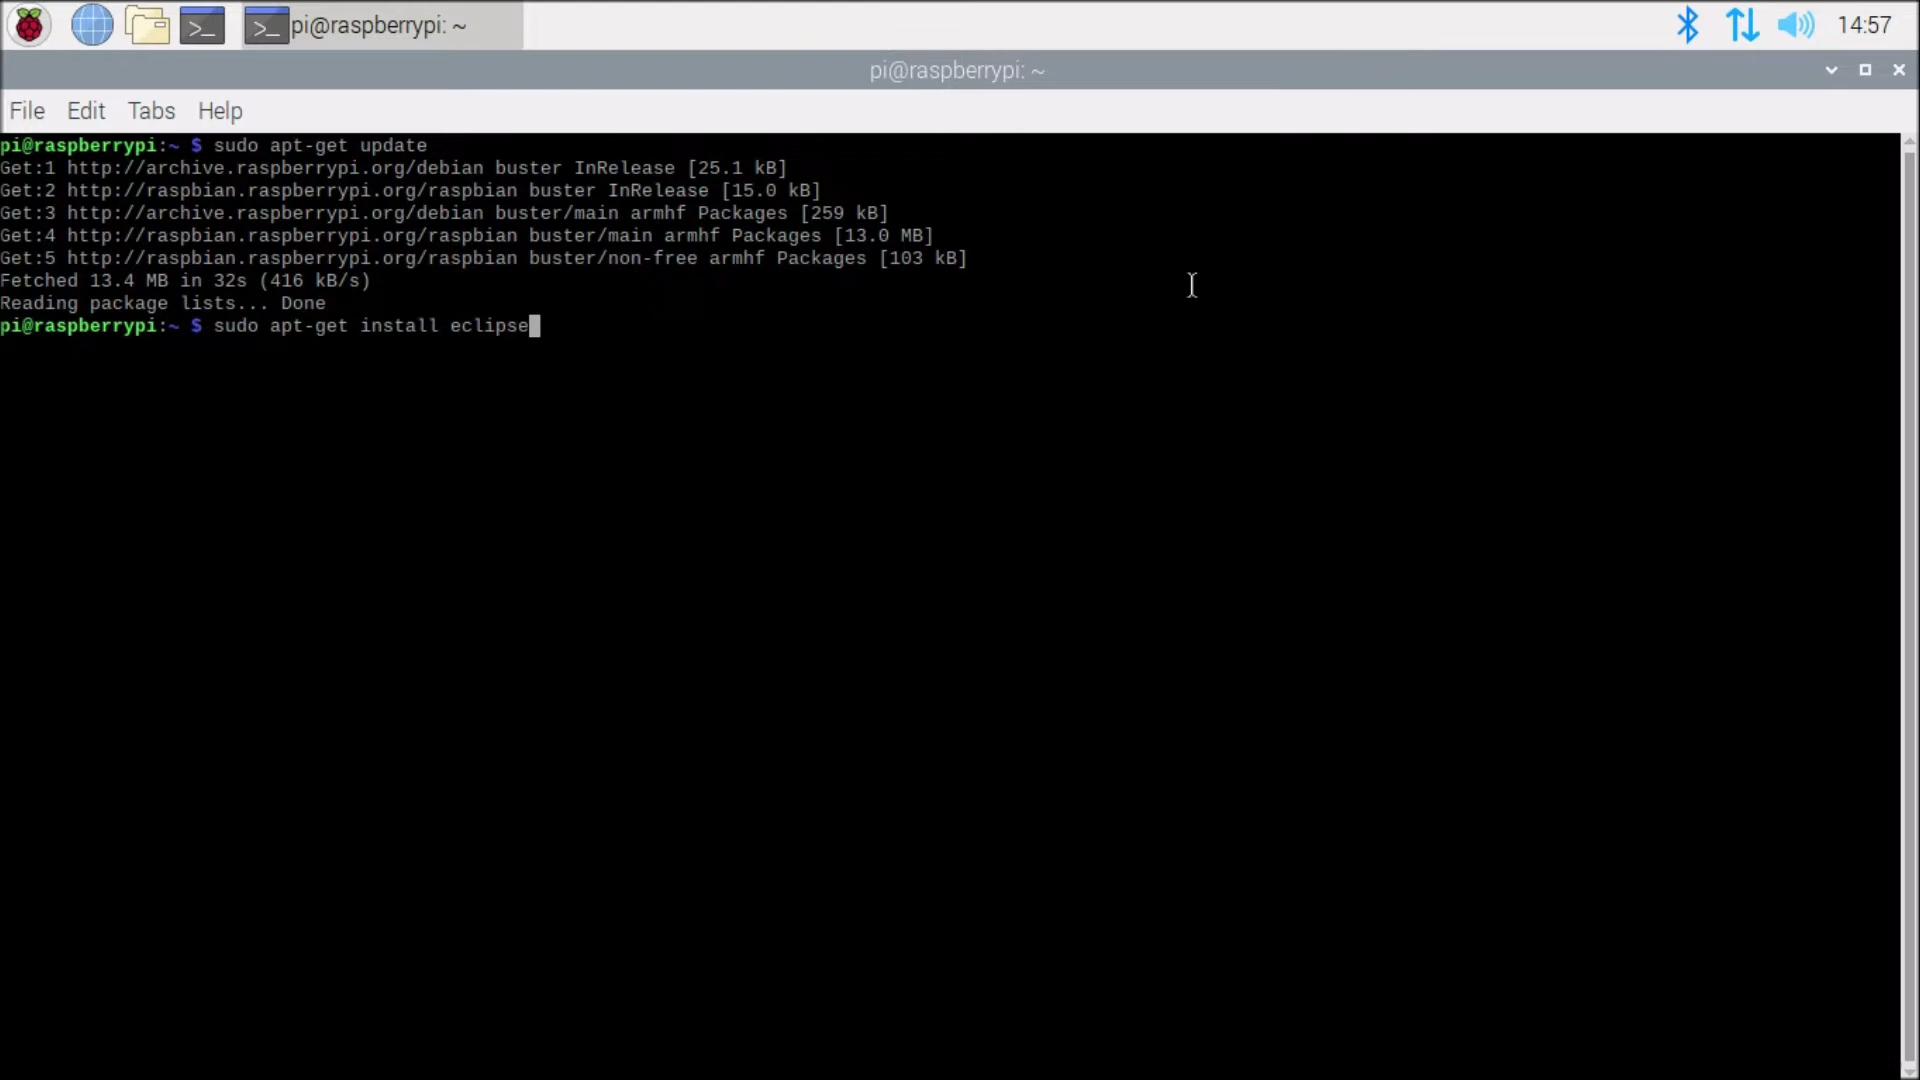 pi@raspberrypi: ~
14:57
pi@raspberrypi: ~
File Edit Tabs Help
pi@raspberrypi:~ $ sudo apt-get update
Get:1 http://archive.raspberrypi.org/debian buster InRelease [25.1 kB]
Get:2 http://raspbian.raspberrypi.org/raspbian buster InRelease [15.0 kB]
Get:3 http://archive.raspberrypi.org/debian buster/main armhf Packages [259 kB]
Get:4 http://raspbian.raspberrypi.org/raspbian buster/main armhf Packages [13.0 MB]
Get:5 http://raspbian.raspberrypi.org/raspbian buster/non-free armhf Packages [103 kB]
Fetched 13.4 MB in 32s (416 kB/s)
Reading package lists... Done
pi@raspberrypi:~ $ sudo apt-get install eclipse